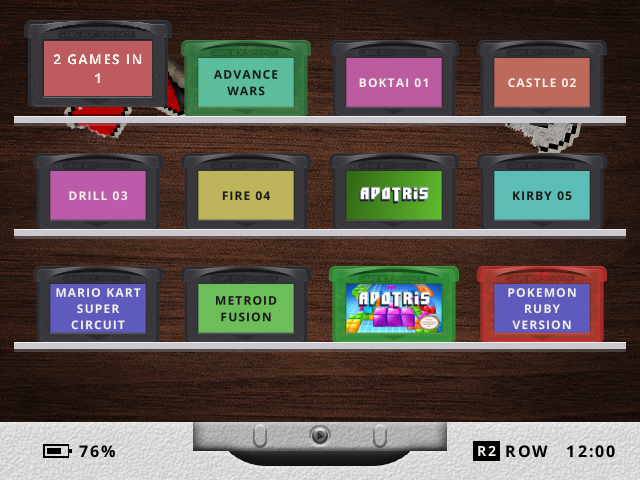 2 GAMES IN
1
ADVANCE
WARS
BOKTAI 01
CASTLE 02
DRILL 03
FIRE 04
APOTRIS
KIRBY 05
MARIO KART
SUPER
CIRCUIT
METROID
FUSION
APOTRIS
POKEMON
RUBY
VERSION
76%
R2 ROW 12:00